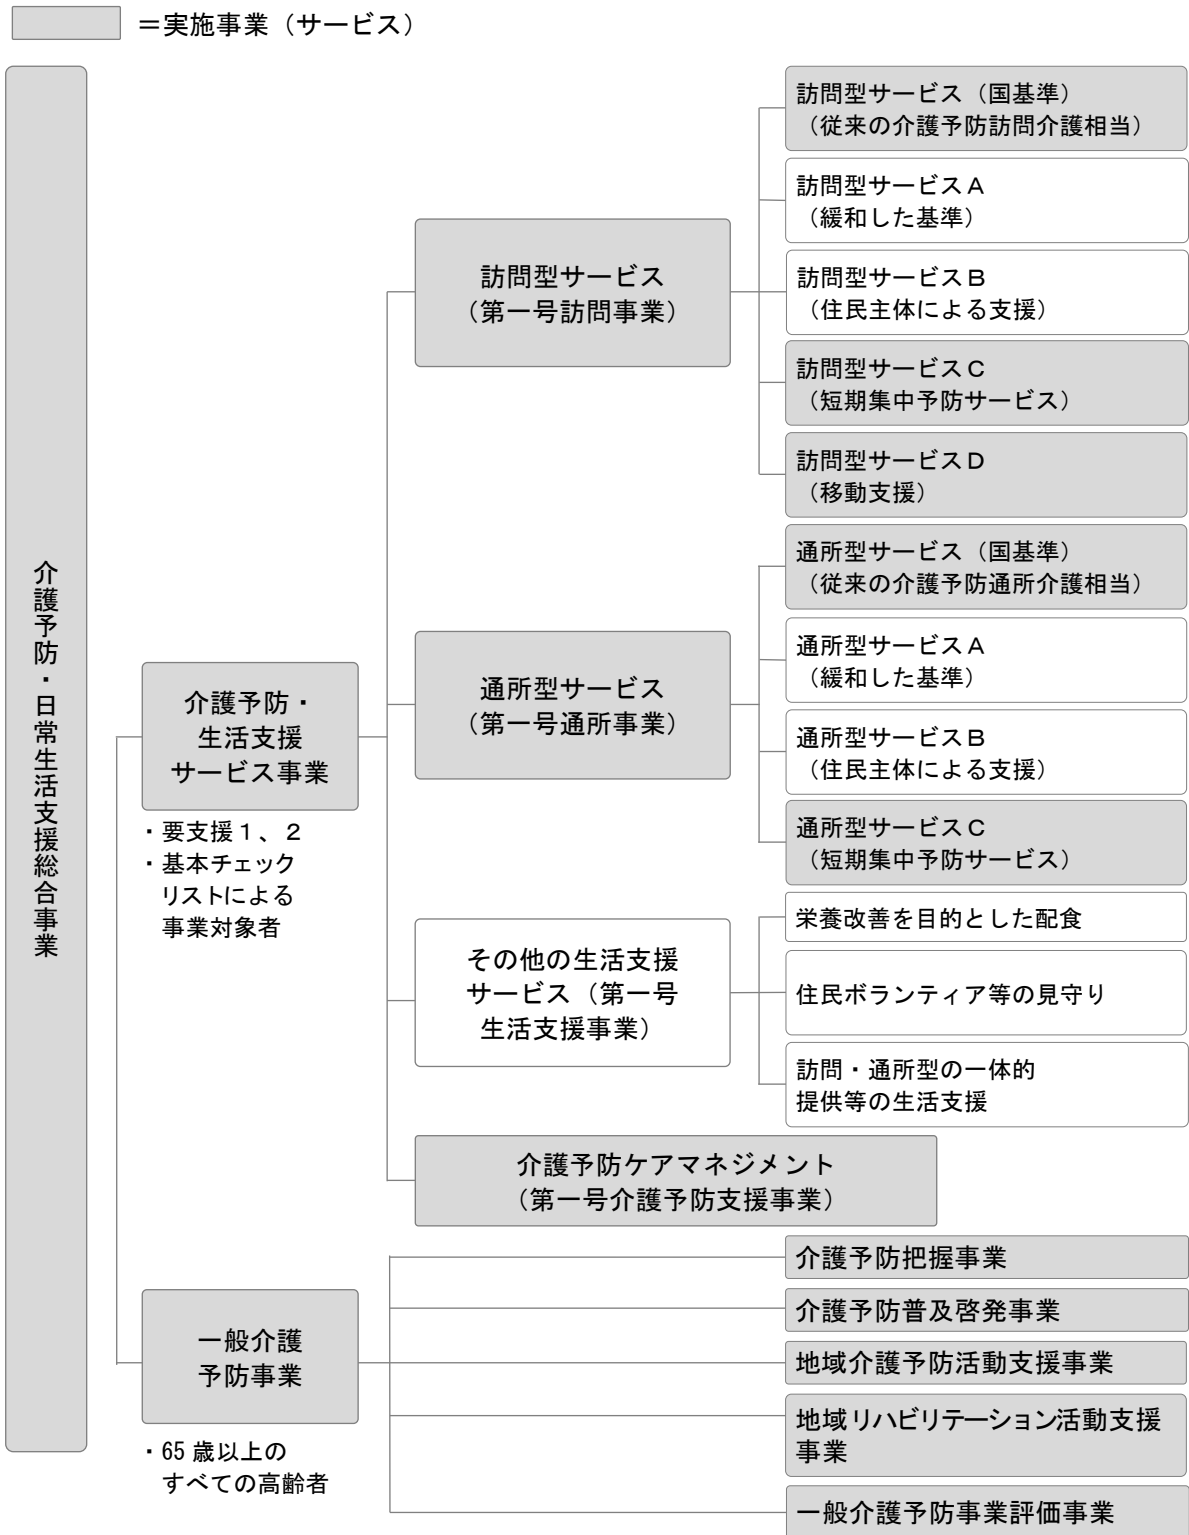 ＝実施事業（サービス）
介護予防・日常生活支援総合事業
介護予防・
生活支援
サービス事業
・要支援１、２
・基本チェック
リストによる
事業対象者
訪問型サービス
（第一号訪問事業）
訪問型サービス（国基準）
（従来の介護予防訪問介護相当）
訪問型サービスＡ
（緩和した基準）
訪問型サービスＢ
（住民主体による支援）
訪問型サービスＣ
（短期集中予防サービス）
訪問型サービスＤ
（移動支援）
通所型サービス
（第一号通所事業）
通所型サービス（国基準）
（従来の介護予防通所介護相当）
通所型サービスＡ
（緩和した基準）
通所型サービスＢ
（住民主体による支援）
通所型サービスＣ
（短期集中予防サービス）
その他の生活支援
サービス（第一号
生活支援事業）
栄養改善を目的とした配食
住民ボランティア等の見守り
訪問・通所型の一体的
提供等の生活支援
介護予防ケアマネジメント
（第一号介護予防支援事業）
一般介護
予防事業
・65 歳以上の
すべての高齢者
介護予防把握事業
介護予防普及啓発事業
地域介護予防活動支援事業
地域リハビリテーション活動支援
事業
一般介護予防事業評価事業